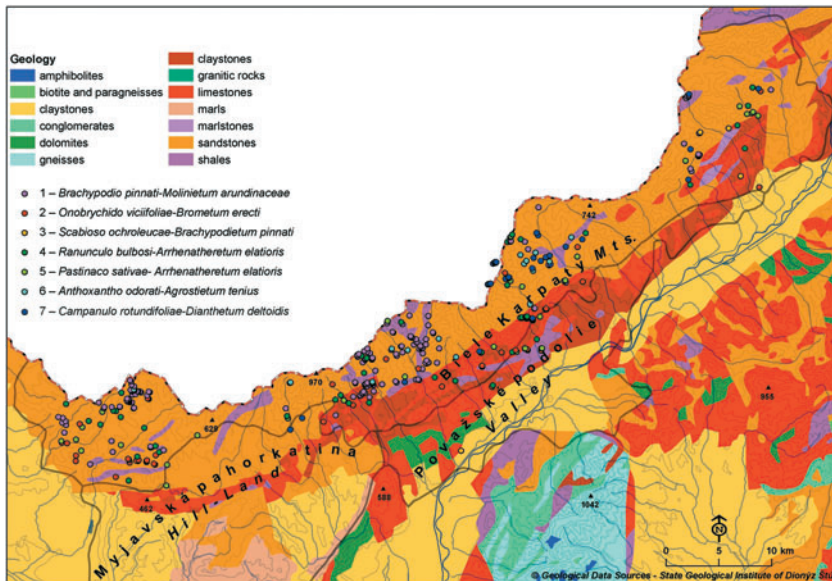 Geology
amphibolites
biotite and paragneisses
claystones
conglomerates
dolomites
gneisses
claystones
granitic rocks
limestones
marls
marlstones
sandstones
shales
1 – Brachypodio pinnati-Molinietum arundinaceae
2 – Onobrychido viciifoliae-Brometum erecti
3 – Scabioso ochroleucae-Brachypodietum pinnati
4 – Ranunculo bulbosi-Arrhenatheretum elatioris
5 – Pastinaco sativae- Arrhenatheretum elatioris
6 – Anthoxantho odorati-Agrostietum tenius
7 – Campanulo rotundifoliae-Dianthetum deltoidis
742
Biele Karpaty Mts.
970
Považské podolie
Valley
955
629
Myjavská pahorkatina
Hill Land
462
588
1042
N
0 5 10 km
© Geological Data Sources - State Geological Institute of Dionýz Štúr